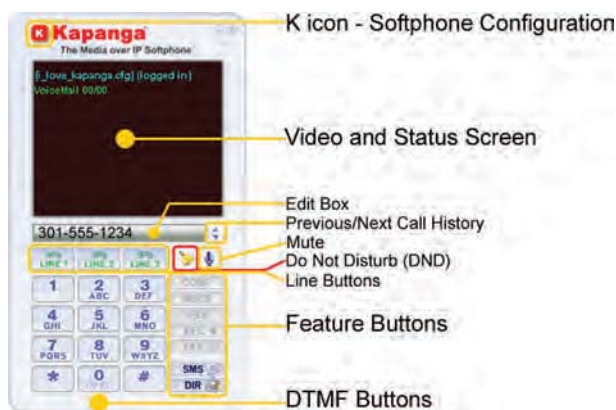 K Kapanga
The Media over IP Softphone
K icon - Softphone Configuration
[i_love_kapanga.cfg] (logged in)
Voicemail 00/00
Video and Status Screen
Edit Box
301-555-1234
Previous/Next Call History
Mute
Do Not Disturb (DND)
LINE 1 LINE 2 LINE 3
Line Buttons
1 2 ABC 3 DEF
4 GHI 5 JKL 6 MNO
Feature Buttons
7 PQRS 8 TUV 9 WXYZ
SMS
* 0 #
DIR
DTMF Buttons